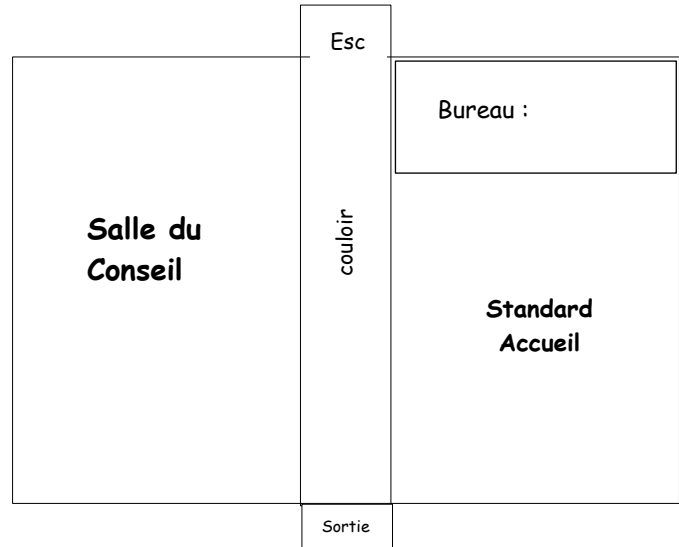 Esc
Bureau :
Salle du
Conseil
couloir
Standard
Accueil
Sortie